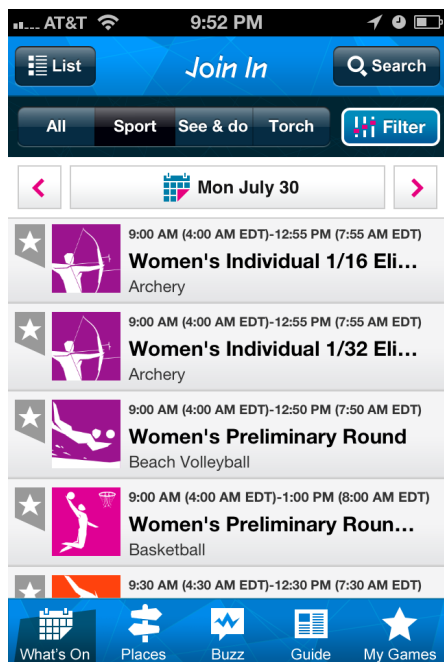 AT&T 9:52 PM
List Join In Search
All Sport See & do Torch Filter
Mon July 30
9:00 AM (4:00 AM EDT)-12:55 PM (7:55 AM EDT)
Women's Individual 1/16 Eli...
Archery
9:00 AM (4:00 AM EDT)-12:55 PM (7:55 AM EDT)
Women's Individual 1/32 Eli...
Archery
9:00 AM (4:00 AM EDT)-12:50 PM (7:50 AM EDT)
Women's Preliminary Round
Beach Volleyball
9:00 AM (4:00 AM EDT)-1:00 PM (8:00 AM EDT)
Women's Preliminary Roun...
Basketball
9:30 AM (4:30 AM EDT)-12:30 PM (7:30 AM EDT)
What's On Places Buzz Guide My Games